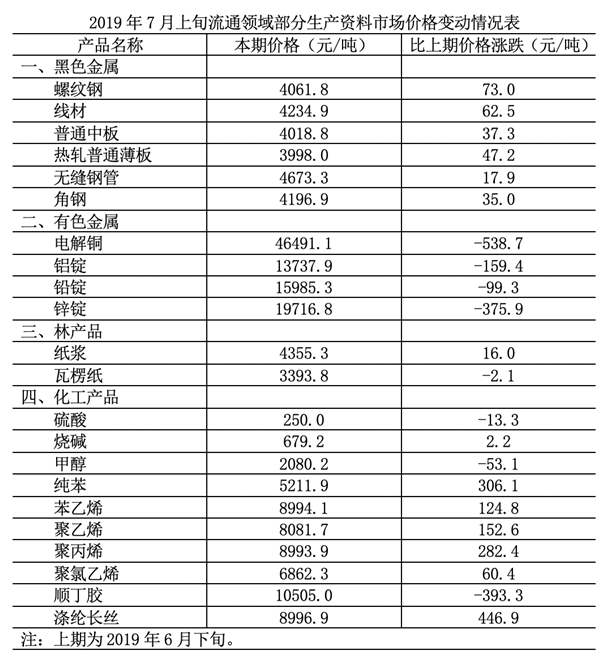 2019 年 7 月上旬流通领域部分生产资料市场价格变动情况表
产品名称 本期价格（元/吨） 比上期价格涨跌（元/吨）
一、黑色金属
螺纹钢 4061.8 73.0
线材 4234.9 62.5
普通中板 4018.8 37.3
热轧普通薄板 3998.0 47.2
无缝钢管 4673.3 17.9
角钢 4196.9 35.0
二、有色金属
电解铜 46491.1 -538.7
铝锭 13737.9 -159.4
铅锭 15985.3 -99.3
锌锭 19716.8 -375.9
三、林产品
纸浆 4355.3 16.0
瓦楞纸 3393.8 -2.1
四、化工产品
硫酸 250.0 -13.3
烧碱 679.2 2.2
甲醇 2080.2 -53.1
纯苯 5211.9 306.1
苯乙烯 8994.1 124.8
聚乙烯 8081.7 152.6
聚丙烯 8993.9 282.4
聚氯乙烯 6862.3 60.4
顺丁胶 10505.0 -393.3
涤纶长丝 8996.9 446.9
注：上期为 2019 年 6 月下旬。